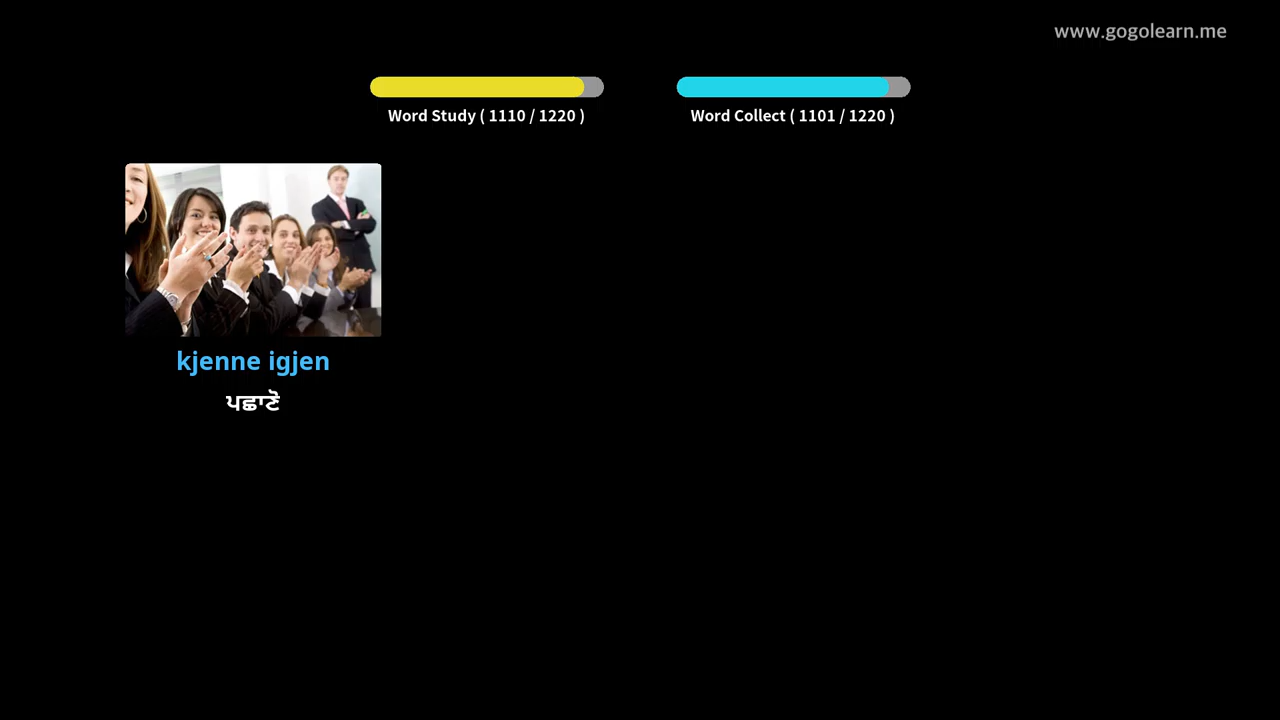 www.gogolearn.me
Word Study ( 1110 / 1220 )
Word Collect ( 1101 / 1220 )
kjenne igjen
ਪਛਾਣੋ